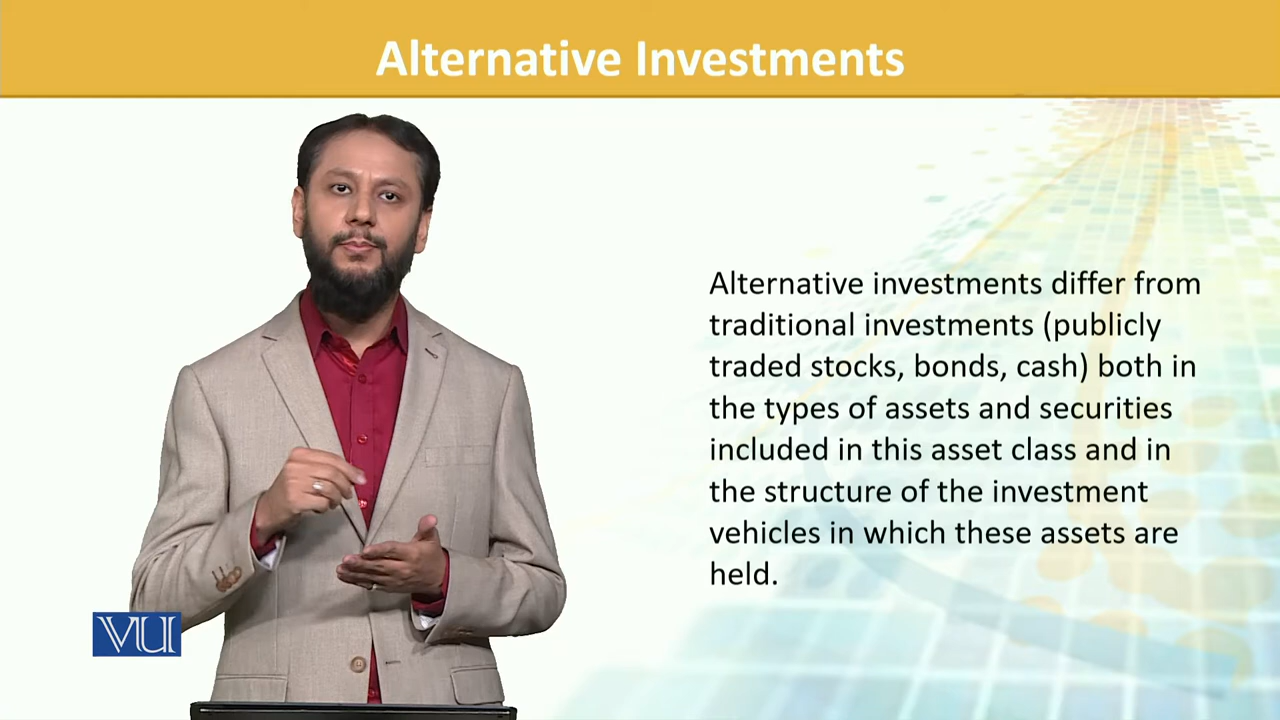 Alternative Investments
Alternative investments differ from
traditional investments (publicly
traded stocks, bonds, cash) both in
the types of assets and securities
included in this asset class and in
the structure of the investment
vehicles in which these assets are
held.
VU